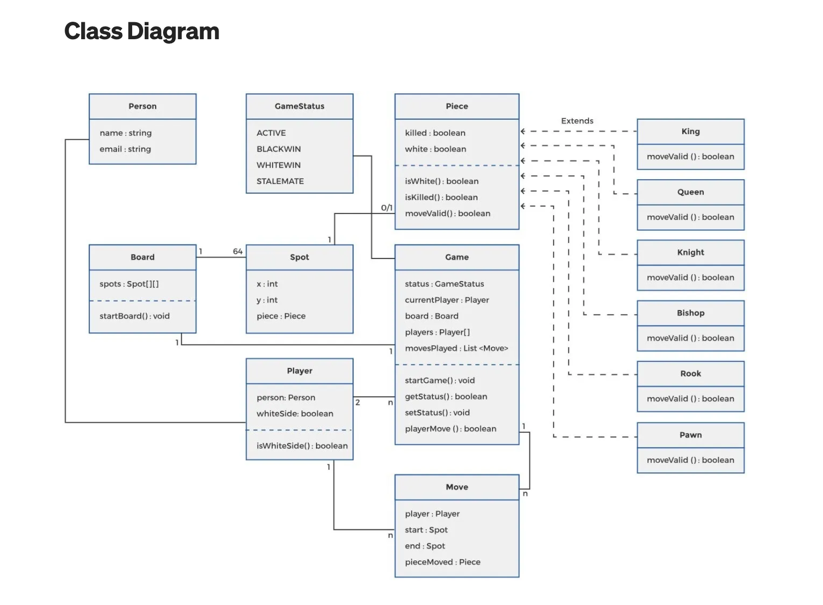 Class Diagram
Person
name : string
email : string
GameStatus
ACTIVE
BLACKWIN
WHITEWIN
STALEMATE
Piece
killed : boolean
white : boolean
isWhite() : boolean
isKilled() : boolean
moveValid() : boolean
Extends
King
moveValid () : boolean
Queen
moveValid () : boolean
Knight
moveValid () : boolean
Bishop
moveValid () : boolean
Rook
moveValid () : boolean
Pawn
moveValid () : boolean
0/1
1
1
64
Board
spots : Spot[][]
startBoard() : void
Spot
x : int
y : int
piece : Piece
Game
status : GameStatus
currentPlayer : Player
board : Board
players : Player[]
movesPlayed : List <Move>
startGame() : void
getStatus() : boolean
setStatus() : void
playerMove () : boolean
1
1
Player
person: Person
whiteSide: boolean
isWhiteSide() : boolean
2
n
1
n
1
n
Move
player : Player
start : Spot
end : Spot
pieceMoved : Piece